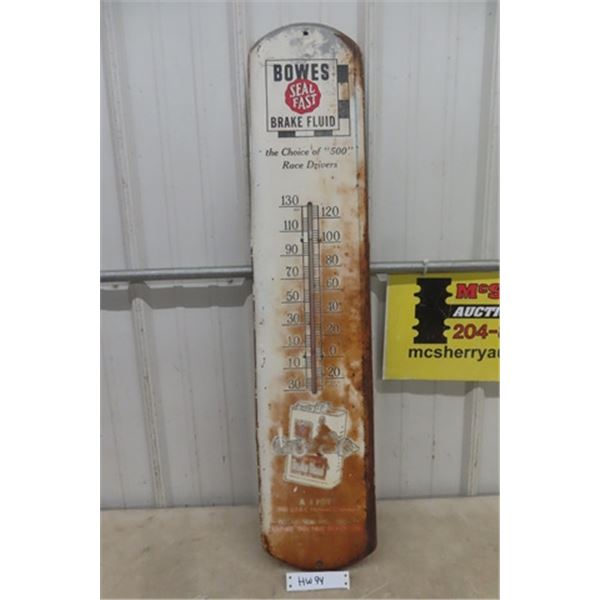 BOWES
SEAL
FAST
BRAKE FLUID
the Choice of "500"
Race Drivers
130
120
110
100
90
80
70
60
50
40
30
20
10
0
10
20
30
McS
AUCTI
204-
mcsherryau
HW94